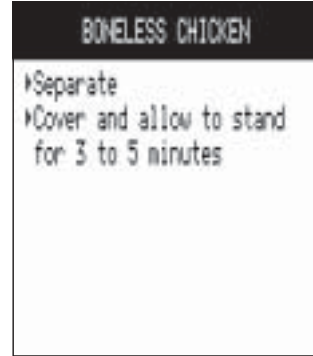 BONELESS CHICKEN
▶Separate
▶Cover and allow to stand
for 3 to 5 minutes